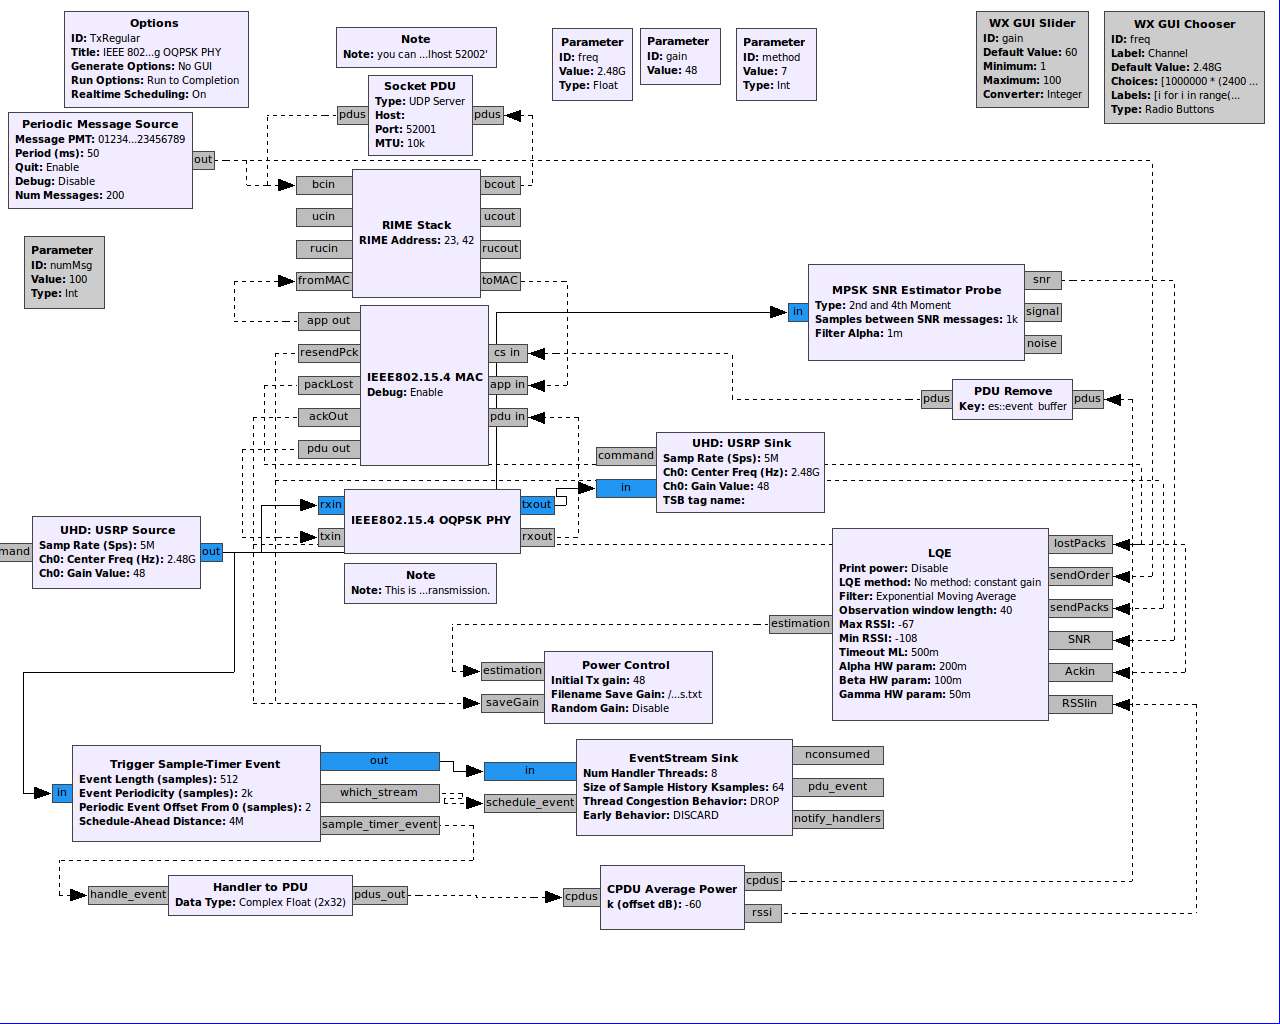 Options
ID: TxRegular
Title: IEEE 802...g OQPSK PHY
Generate Options: No GUI
Run Options: Run to Completion
Realtime Scheduling: On
Note
Note: you can ...lhost 52002'
Parameter
ID: freq
Value: 2.48G
Type: Float
Parameter
ID: gain
Value: 48
Parameter
ID: method
Value: 7
Type: Int
WX GUI Slider
ID: gain
Default Value: 60
Minimum: 1
Maximum: 100
Converter: Integer
WX GUI Chooser
ID: freq
Label: Channel
Default Value: 2.48G
Choices: [1000000 * (2400 ...
Labels: [i for i in range(...
Type: Radio Buttons
Socket PDU
Type: UDP Server
Host:
Port: 52001
MTU: 10k
pdus
pdus
Periodic Message Source
Message PMT: 01234...23456789
Period (ms): 50
Quit: Enable
Debug: Disable
Num Messages: 200
out
RIME Stack
RIME Address: 23, 42
bcin
ucin
rucin
fromMAC
bcout
ucout
rucout
toMAC
Parameter
ID: numMsg
Value: 100
Type: Int
MPSK SNR Estimator Probe
Type: 2nd and 4th Moment
Samples between SNR messages: 1k
Filter Alpha: 1m
in
snr
signal
noise
IEEE802.15.4 MAC
Debug: Enable
app out
resendPck
packLost
ackOut
pdu out
cs in
app in
pdu in
PDU Remove
Key: es::event buffer
pdus
pdus
UHD: USRP Sink
Samp Rate (Sps): 5M
Ch0: Center Freq (Hz): 2.48G
Ch0: Gain Value: 48
TSB tag name:
command
in
IEEE802.15.4 OQPSK PHY
rxin
txin
txout
rxout
UHD: USRP Source
Samp Rate (Sps): 5M
Ch0: Center Freq (Hz): 2.48G
Ch0: Gain Value: 48
mand
out
Note
Note: This is ...ransmission.
LQE
Print power: Disable
LQE method: No method: constant gain
Filter: Exponential Moving Average
Observation window length: 40
Max RSSI: -67
Min RSSI: -108
Timeout ML: 500m
Alpha HW param: 200m
Beta HW param: 100m
Gamma HW param: 50m
estimation
lostPacks
sendOrder
sendPacks
SNR
Ackin
RSSIin
Power Control
Initial Tx gain: 48
Filename Save Gain: /...s.txt
Random Gain: Disable
estimation
saveGain
Trigger Sample-Timer Event
Event Length (samples): 512
Event Periodicity (samples): 2k
Periodic Event Offset From 0 (samples): 2
Schedule-Ahead Distance: 4M
in
out
which_stream
sample_timer_event
EventStream Sink
Num Handler Threads: 8
Size of Sample History Ksamples: 64
Thread Congestion Behavior: DROP
Early Behavior: DISCARD
in
schedule_event
nconsumed
pdu_event
notify_handlers
Handler to PDU
Data Type: Complex Float (2x32)
handle_event
pdus_out
CPDU Average Power
k (offset dB): -60
cpdus
cpdus
rssi